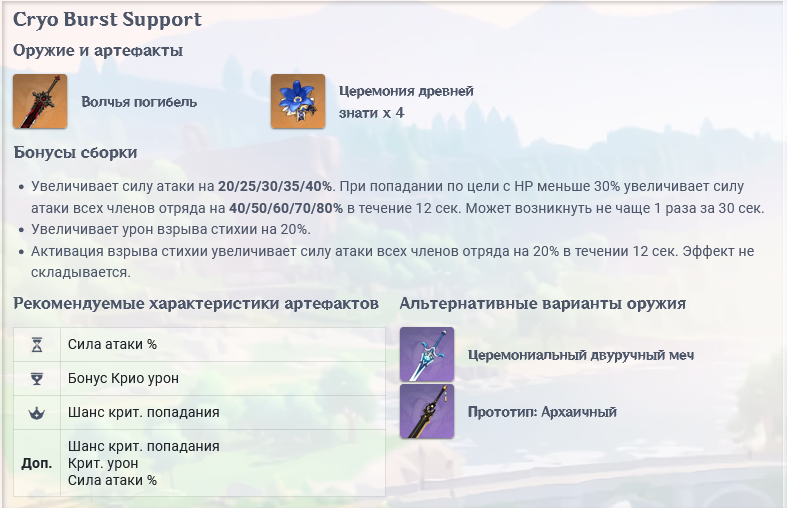 Cryo Burst Support
Оружие и артефакты
Волчья погибель
Церемония древней
знати x 4
Бонусы сборки
• Увеличивает силу атаки на 20/25/30/35/40%. При попадании по цели с HP меньше 30% увеличивает силу
атаки всех членов отряда на 40/50/60/70/80% в течение 12 сек. Может возникнуть не чаще 1 раза за 30 сек.
• Увеличивает урон взрыва стихии на 20%.
• Активация взрыва стихии увеличивает силу атаки всех членов отряда на 20% в течении 12 сек. Эффект не
складывается.
Рекомендуемые характеристики артефактов
Сила атаки %
Бонус Крио урон
Шанс крит. попадания
Доп.
Шанс крит. попадания
Крит. урон
Сила атаки %
Альтернативные варианты оружия
Церемониальный двуручный меч
Прототип: Архаичный